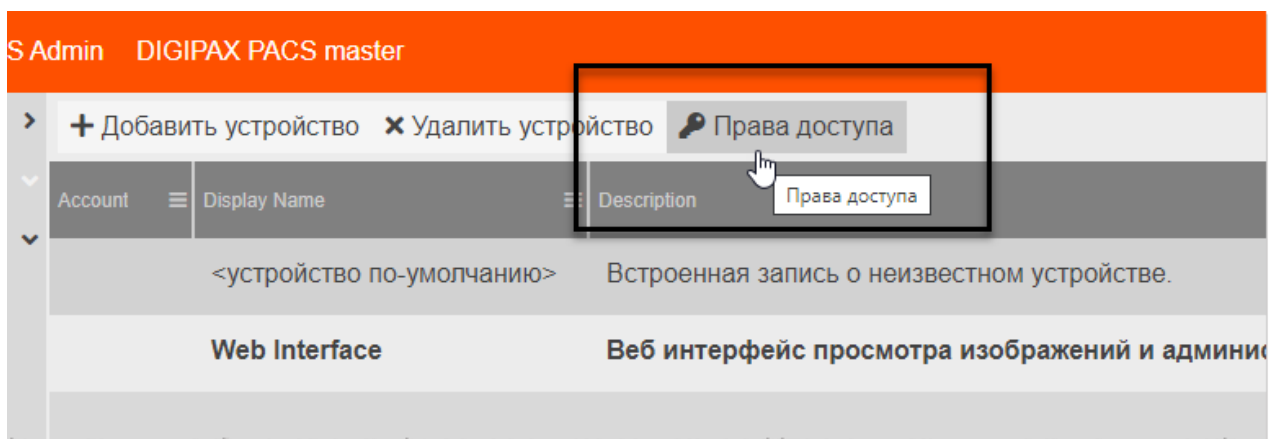 S Admin DIGIPAX PACS master
Добавить устройство Удалить устройство Права доступа
Account Display Name Description
Права доступа
<устройство по-умолчанию> Встроенная запись о неизвестном устройстве.
Web Interface Веб интерфейс просмотра изображений и админи